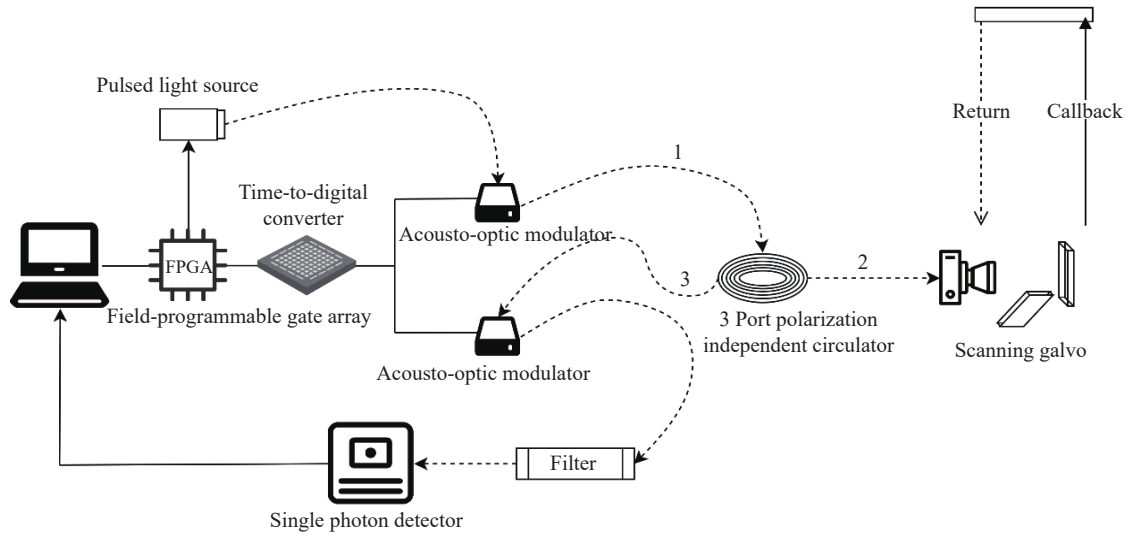 Pulsed light source
Return
Callback
1
Time-to-digital
converter
Acousto-optic modulator
FPGA
3
2
Field-programmable gate array
3 Port polarization
independent circulator
Scanning galvo
Acousto-optic modulator
Filter
Single photon detector